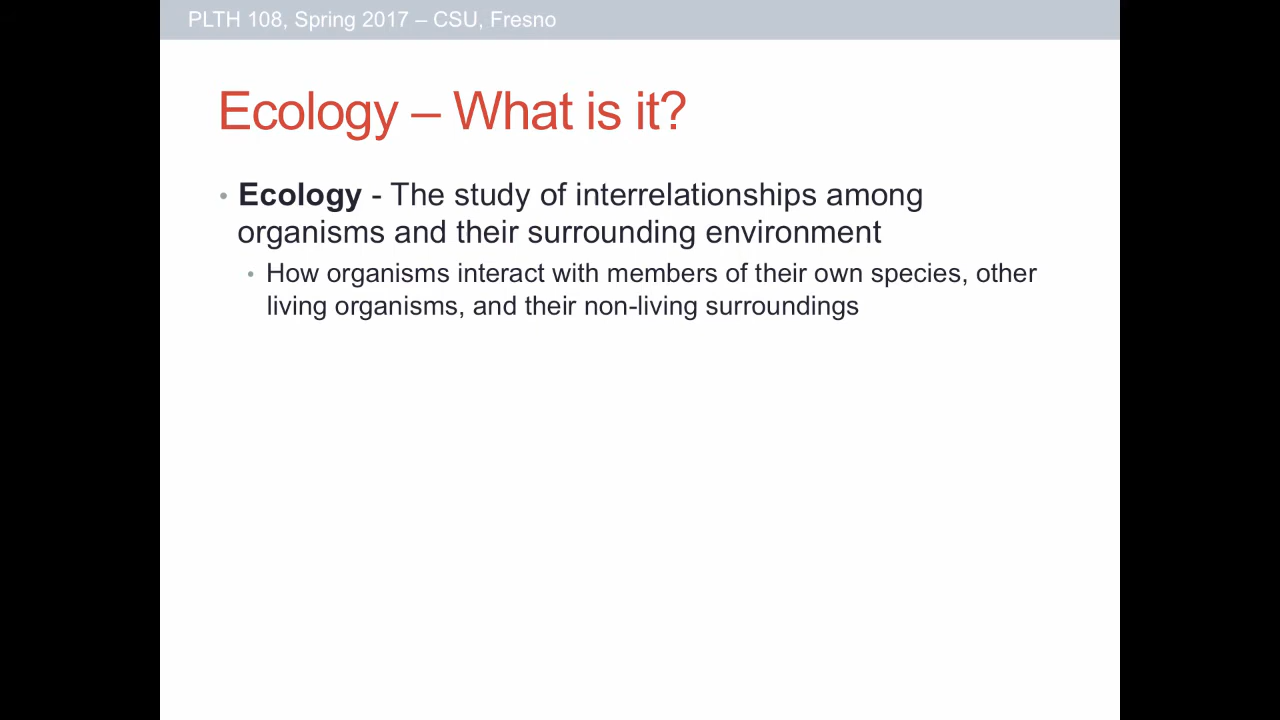 PLTH 108, Spring 2017 – CSU, Fresno
Ecology – What is it?
• Ecology - The study of interrelationships among
organisms and their surrounding environment
• How organisms interact with members of their own species, other
living organisms, and their non-living surroundings